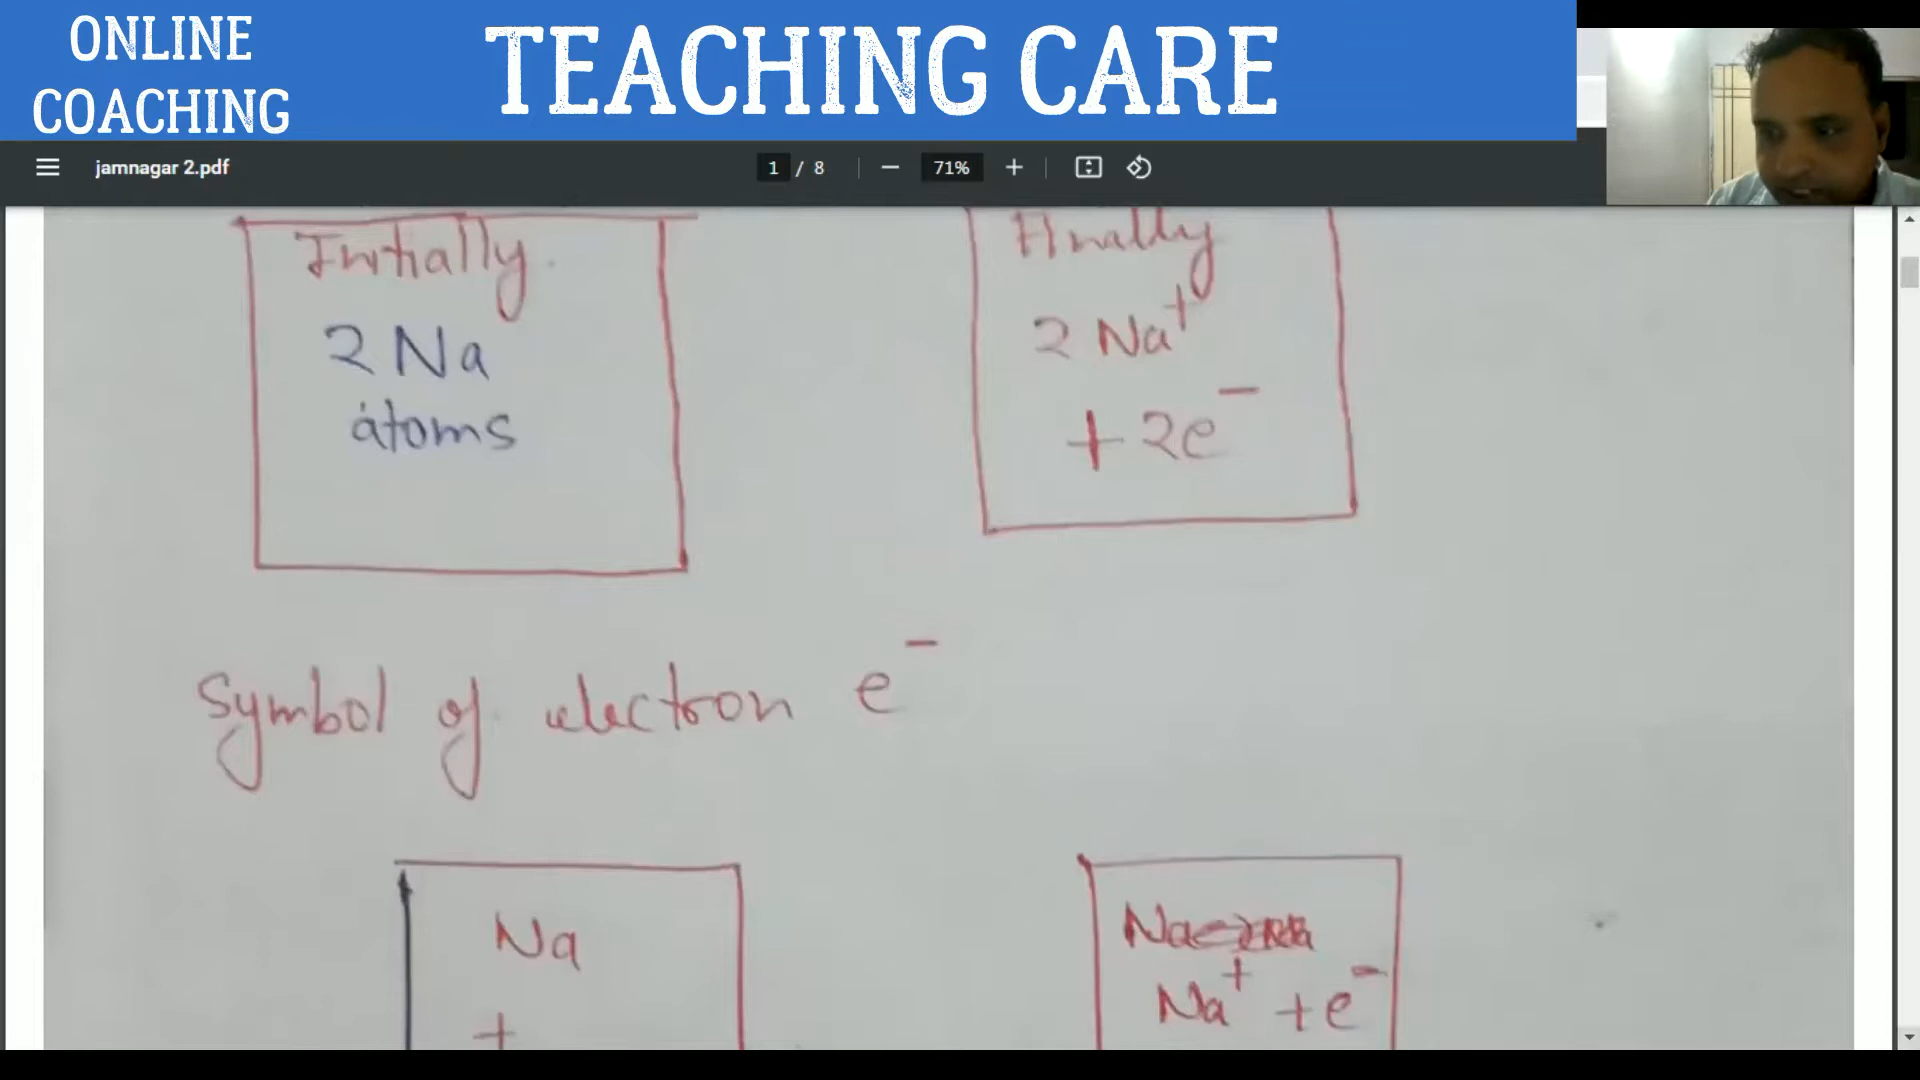 ONLINE
COACHING
TEACHING CARE
jamnagar 2.pdf
1 / 8
71%
Initially
2 Na
atoms
Finally
2 Na⁺
+ 2e⁻
Symbol of electron e⁻
Na
+
Na
Na⁺ + e⁻